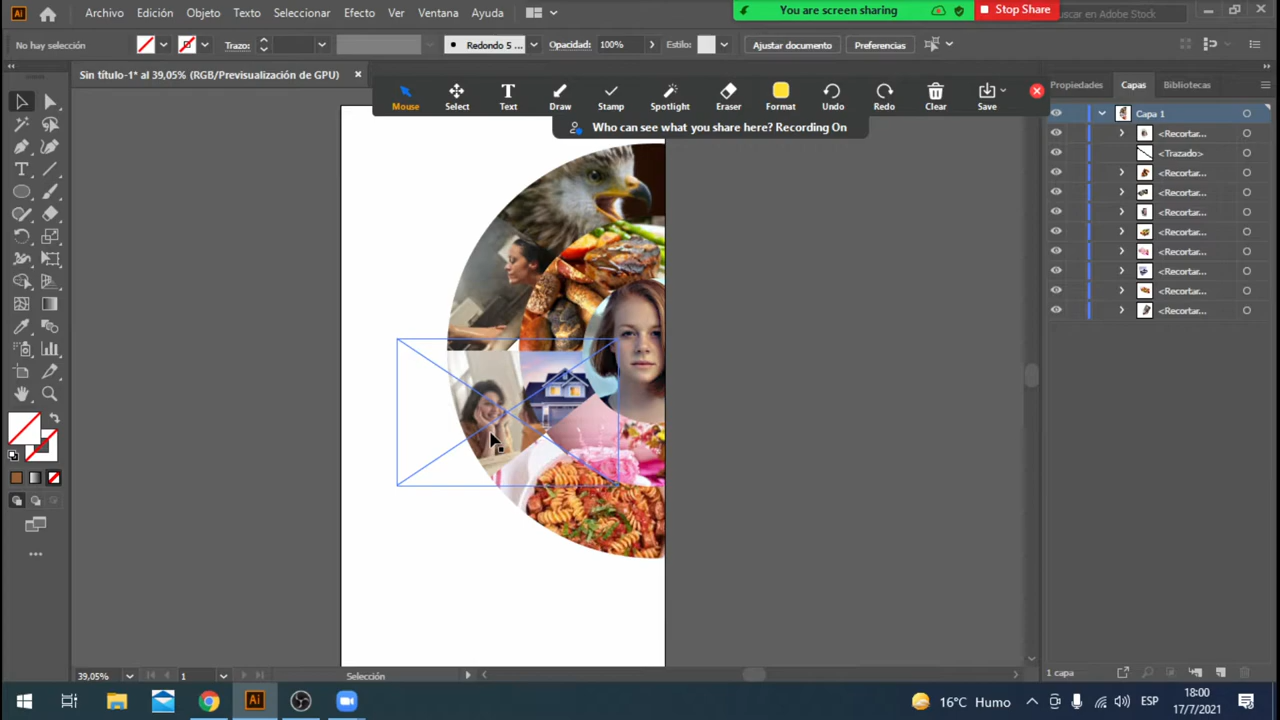 Ai Archivo Edición Objeto Texto Seleccionar Efecto Ver Ventana Ayuda
You are screen sharing Stop Share
uscar en Adobe Stock
No hay selección Trazo: Redondo 5 ... Opacidad: 100% Estilo: Ajustar documento Preferencias
Sin título-1* al 39,05% (RGB/Previsualización de GPU) ×
Mouse Select Text Draw Stamp Spotlight Eraser Format Undo Redo Clear Save
Who can see what you share here? Recording On
Propiedades Capas Bibliotecas
Capa 1
<Recortar...
<Trazado>
<Recortar...
<Recortar...
<Recortar...
<Recortar...
<Recortar...
<Recortar...
<Recortar...
<Recortar...
39,05% 1 Selección
1 capa
Ai 16°C Humo ESP
18:00
17/7/2021